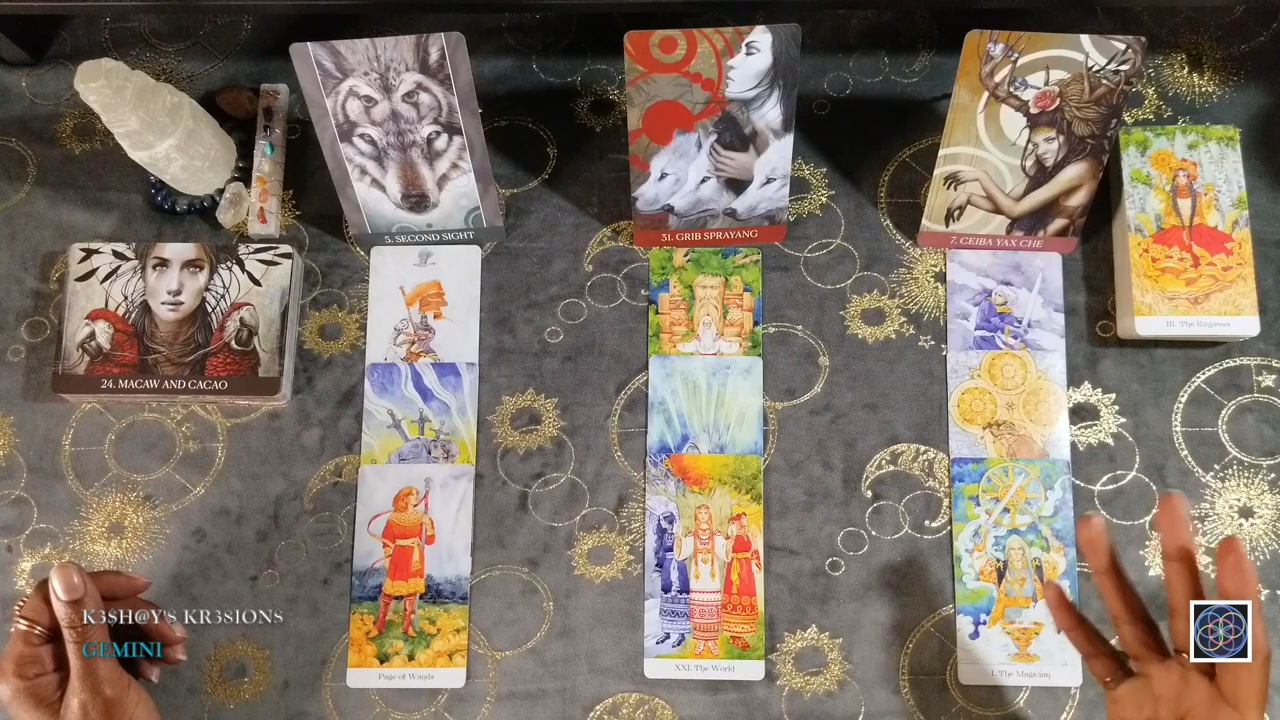 5. SECOND SIGHT
31. GRIB SPRAYANG
7. CEIBA YAX CHE
III. The Empress
24. MACAW AND CACAO
K3$H@Y'S KR38IONS
GEMINI
Page of Wands
XXI. The World
I. The Magician